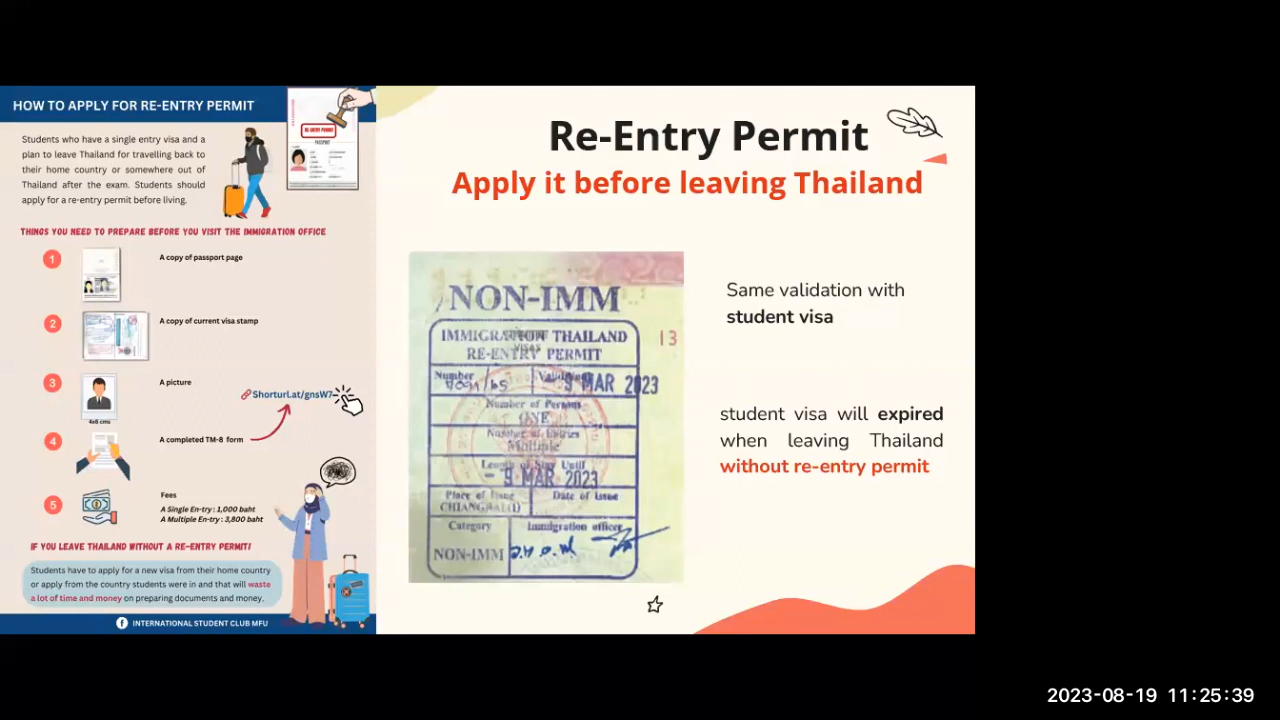 HOW TO APPLY FOR RE-ENTRY PERMIT
RE-ENTRY PERMIT
PASSPORT
Students who have a single entry visa and a
plan to leave Thailand for travelling back to
their home country or somewhere out of
Thailand after the exam. Students should
apply for a re-entry permit before living.
THINGS YOU NEED TO PREPARE BEFORE YOU VISIT THE IMMIGRATION OFFICE
1
A copy of passport page
2
A copy of current visa stamp
3
A picture
4x6 cms
ShorturLat/gnsW7
4
A completed TM-8 form
5
Fees
A Single En-try : 1,000 baht
A Multiple En-try : 3,800 baht
IF YOU LEAVE THAILAND WITHOUT A RE-ENTRY PERMIT!
Students have to apply for a new visa from their home country
or apply from the country students were in and that will waste
a lot of time and money on preparing documents and money.
INTERNATIONAL STUDENT CLUB MFU
Re-Entry Permit
Apply it before leaving Thailand
NON-IMM
IMMIGRATION THAILAND
RE-ENTRY PERMIT
13
VISAS
Number
9 MAR 2023
Number of Persons
ONE
Number of Entries
Multiple
Length of Stay Until
- 9 MAR 2023
Place of Issue
Date of Issue
CHIANGRAI(1)
Category
Immigration officer
NON-IMM
Same validation with
student visa
student visa will expired
when leaving Thailand
without re-entry permit
2023-08-19 11:25:39